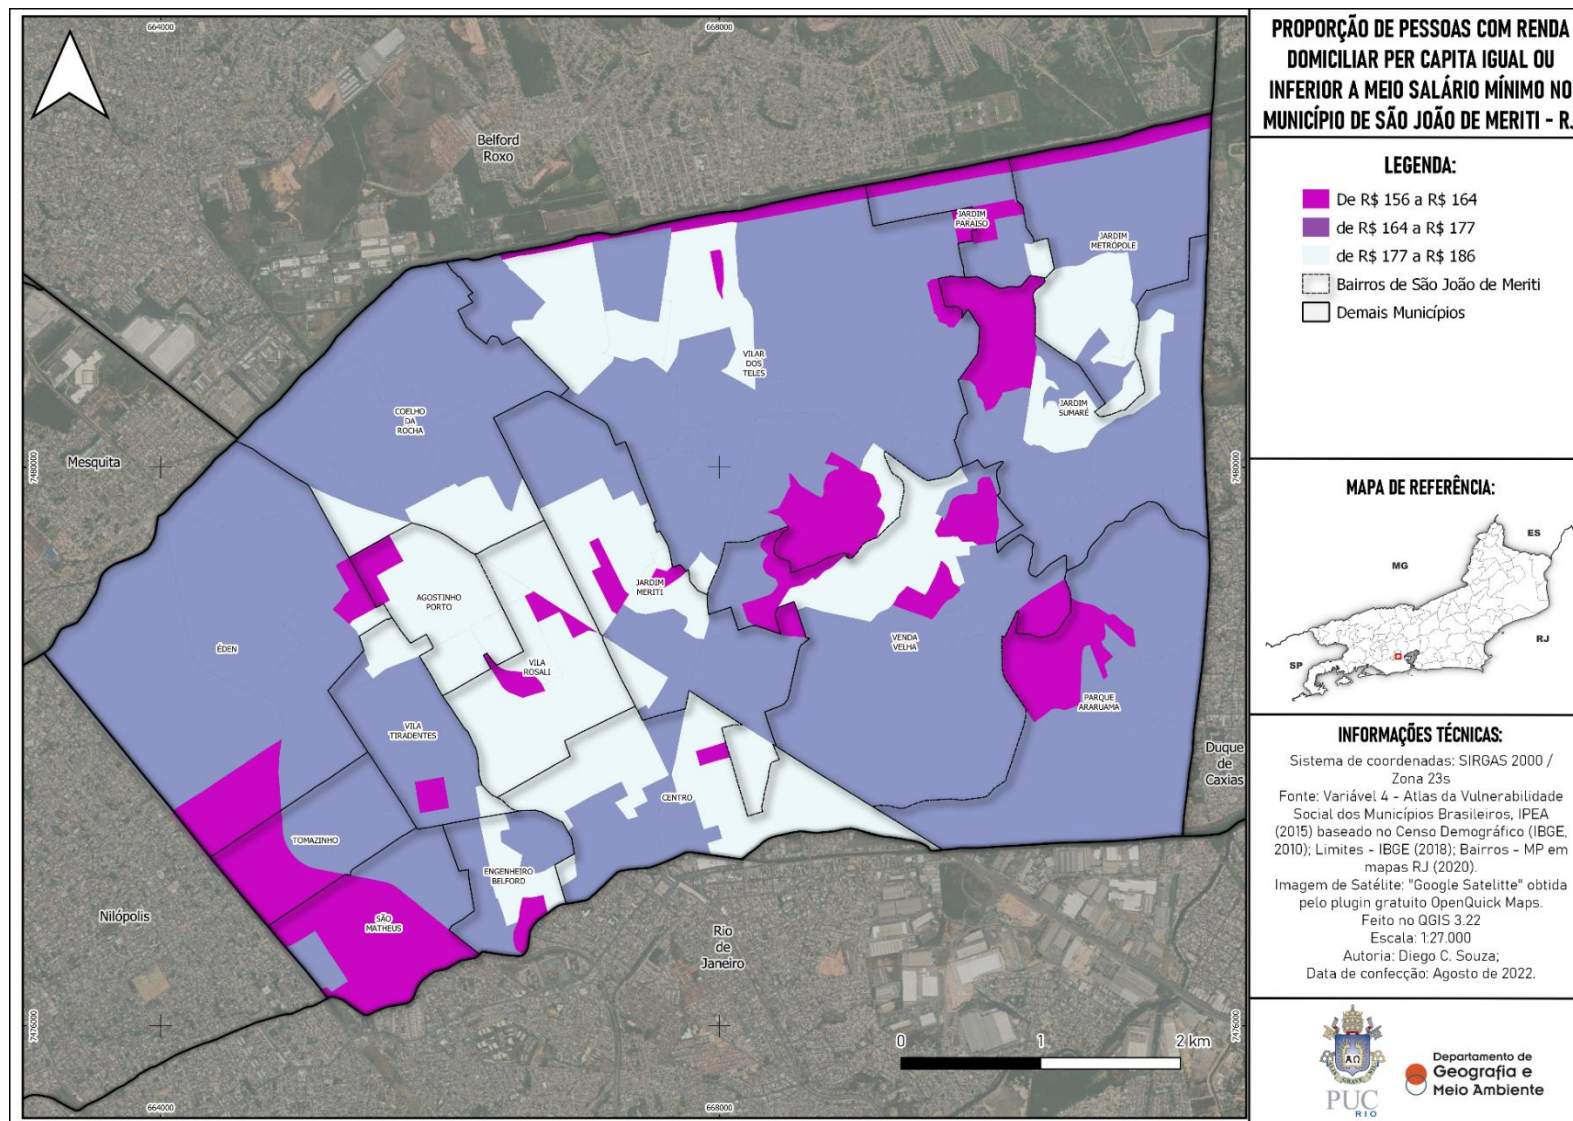 664000
668000
PROPORÇÃO DE PESSOAS COM RENDA
DOMICILIAR PER CAPITA IGUAL OU
INFERIOR A MEIO SALÁRIO MÍNIMO NO
MUNICÍPIO DE SÃO JOÃO DE MERITI - RJ
LEGENDA:
De R$ 156 a R$ 164
de R$ 164 a R$ 177
de R$ 177 a R$ 186
Bairros de São João de Meriti
Demais Municípios
Belford
Roxo
JARDIM
PARAISO
JARDIM
METRÓPOLE
VILAR
DOS
TELES
COELHO
DA
ROCHA
JARDIM
SUMARÉ
Mesquita
7480000
7480000
AGOSTINHO
PORTO
JARDIM
MERITI
ÉDEN
VILA
ROSALI
VENDA
VELHA
PARQUE
ARARUAMA
VILA
TIRADENTES
Duque
de
Caxias
CENTRO
TOMAZINHO
ENGENHEIRO
BELFORD
SÃO
MATHEUS
Nilópolis
Rio
de
Janeiro
7476000
7476000
0 1 2 km
664000
668000
MAPA DE REFERÊNCIA:
ES
MG
RJ
SP
INFORMAÇÕES TÉCNICAS:
Sistema de coordenadas: SIRGAS 2000 /
Zona 23s
Fonte: Variável 4 - Atlas da Vulnerabilidade
Social dos Municípios Brasileiros, IPEA
(2015) baseado no Censo Demográfico (IBGE,
2010); Limites - IBGE (2018); Bairros - MP em
mapas RJ (2020).
Imagem de Satélite: "Google Satelitte" obtida
pelo plugin gratuito OpenQuick Maps.
Feito no QGIS 3.22
Escala: 1:27.000
Autoria: Diego C. Souza;
Data de confecção: Agosto de 2022.
PUC
RIO
Departamento de
Geografia e
Meio Ambiente